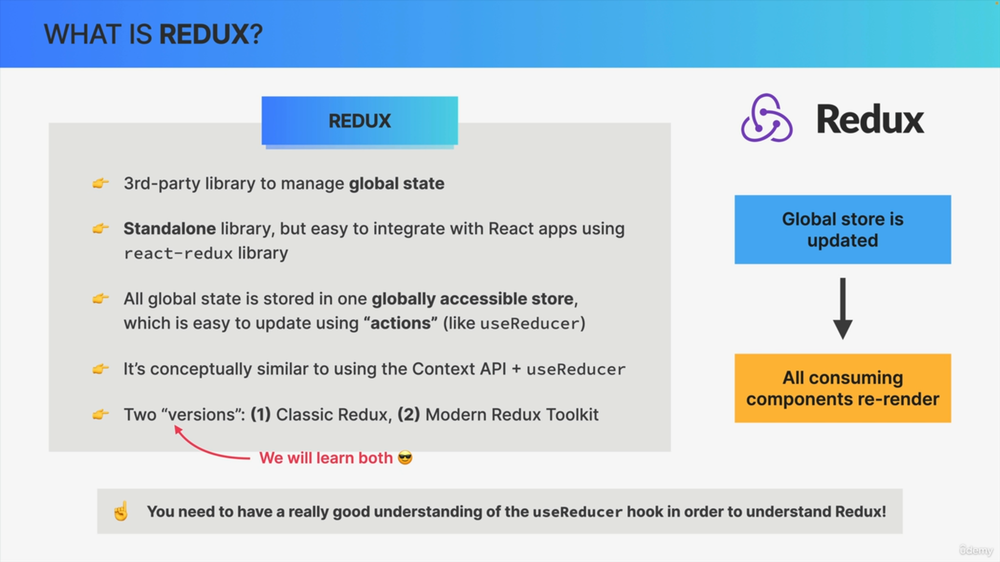 WHAT IS REDUX?
REDUX
👉 3rd-party library to manage global state
👉 Standalone library, but easy to integrate with React apps using
react-redux library
👉 All global state is stored in one globally accessible store,
which is easy to update using “actions” (like useReducer)
👉 It’s conceptually similar to using the Context API + useReducer
👉 Two “versions”: (1) Classic Redux, (2) Modern Redux Toolkit
We will learn both 😎
Redux
Global store is
updated
All consuming
components re-render
☝️ You need to have a really good understanding of the useReducer hook in order to understand Redux!
ûdemy